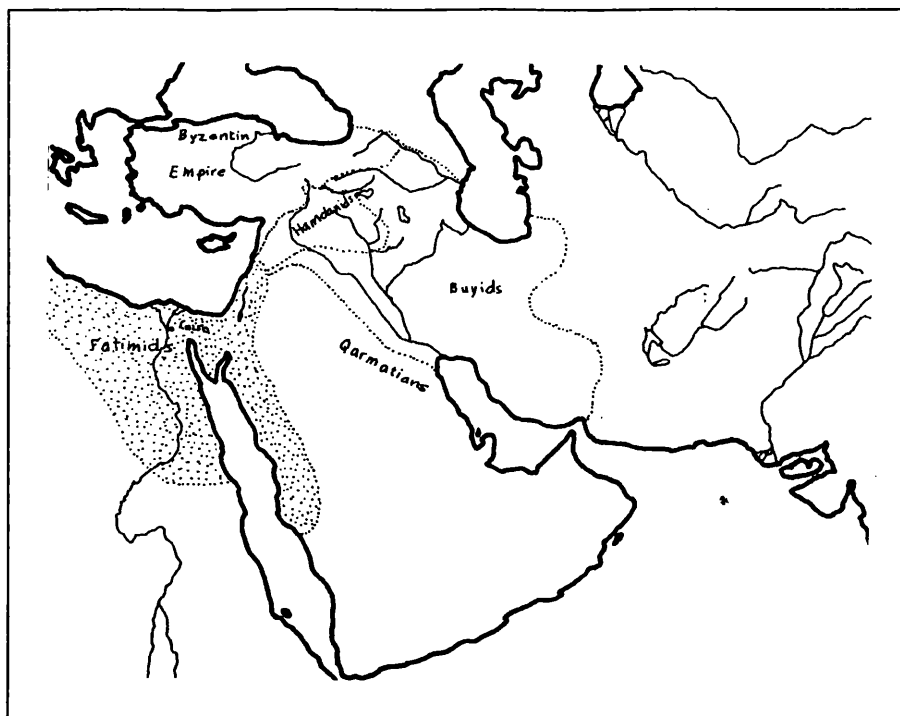 Byzantin
Empire
Hamdanids
Buyids
Cairo
Fatimids
Qarmatians